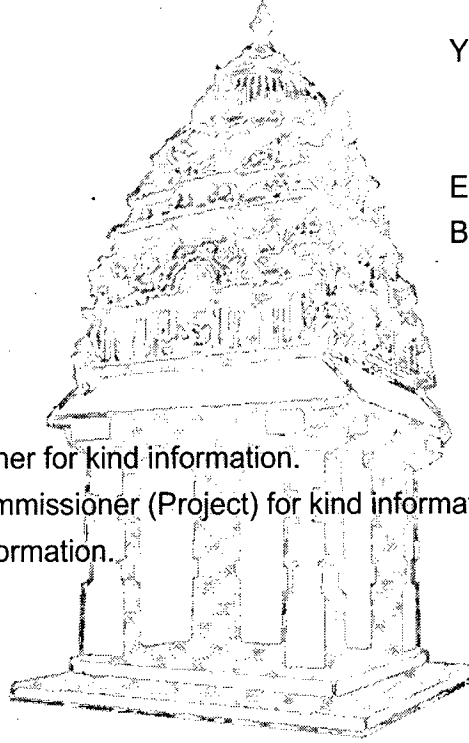 Y
E
B
ner for kind information.
mmissioner (Project) for kind informat
ormation.